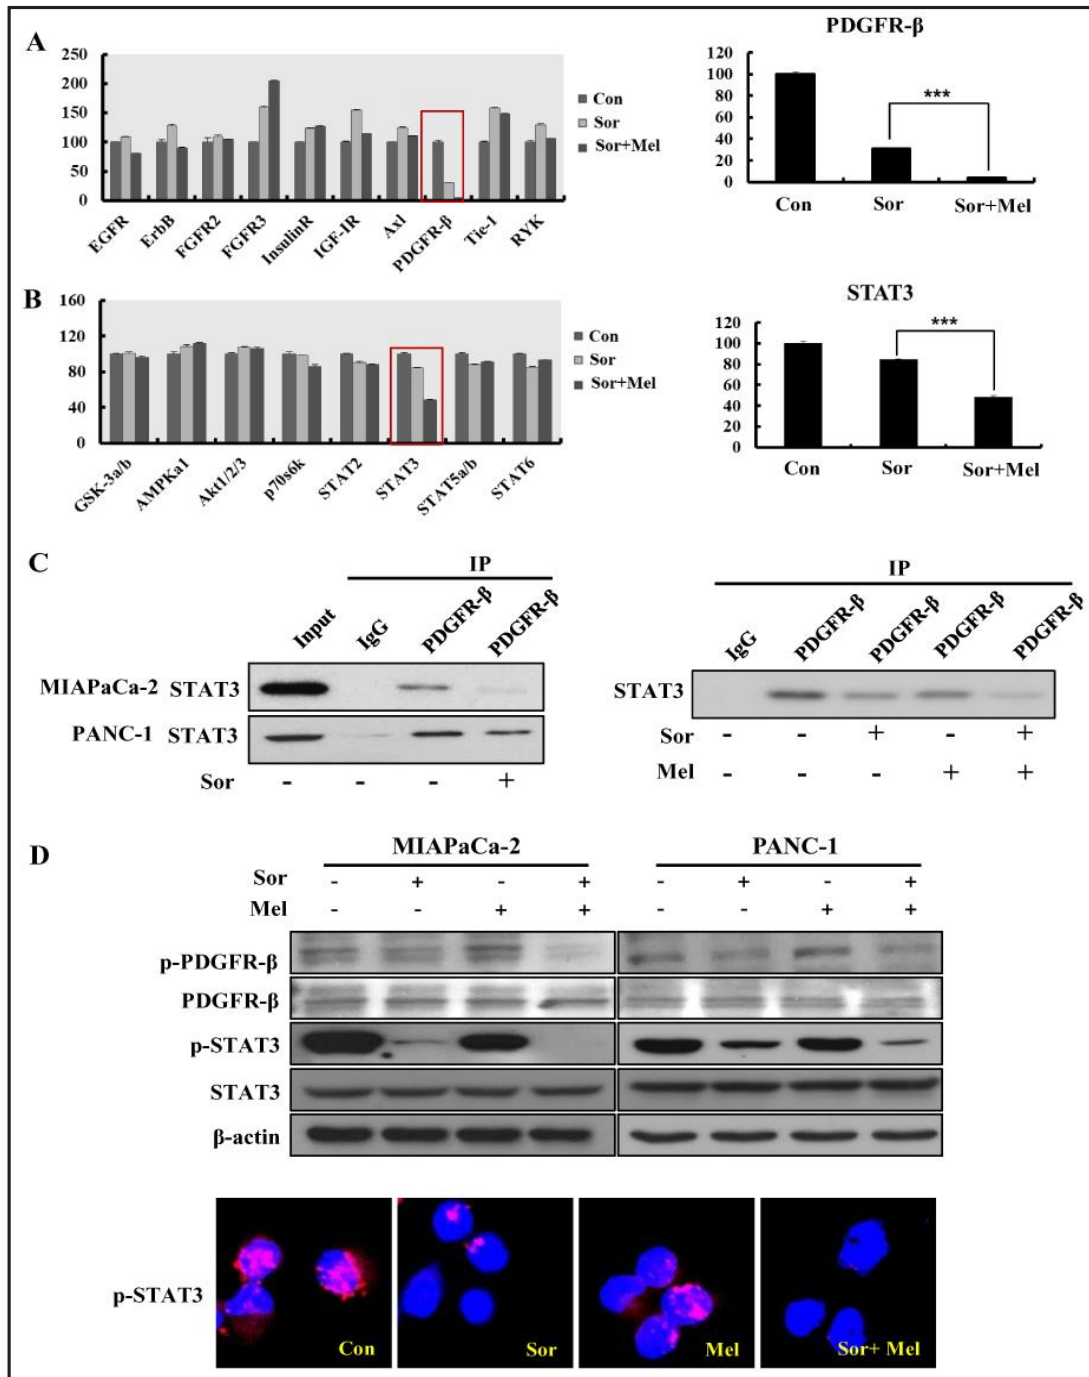 A
250
200
150
100
50
0
EGFR
ErbB
FGFR2
FGFR3
InsulinR
IGF-IR
Axl
PDGFR-β
Tie-1
RYK
Con
Sor
Sor+Mel
PDGFR-β
120
100
80
60
40
20
0
***
Con Sor Sor+Mel
B
160
120
80
40
0
GSK-3a/b
AMPKa1
Akt1/2/3
p70s6k
STAT2
STAT3
STAT5a/b
STAT6
Con
Sor
Sor+Mel
STAT3
120
100
80
60
40
20
0
***
Con Sor Sor+Mel
C
IP
Input IgG PDGFR-β PDGFR-β
MIAPaCa-2 STAT3
PANC-1 STAT3
Sor - - - +
IP
IgG PDGFR-β PDGFR-β PDGFR-β PDGFR-β
STAT3
Sor - - + - +
Mel - - - + +
D
MIAPaCa-2 PANC-1
Sor - + - + - + - +
Mel - - + + - - + +
p-PDGFR-β
PDGFR-β
p-STAT3
STAT3
β-actin
p-STAT3
Con Sor Mel Sor+ Mel